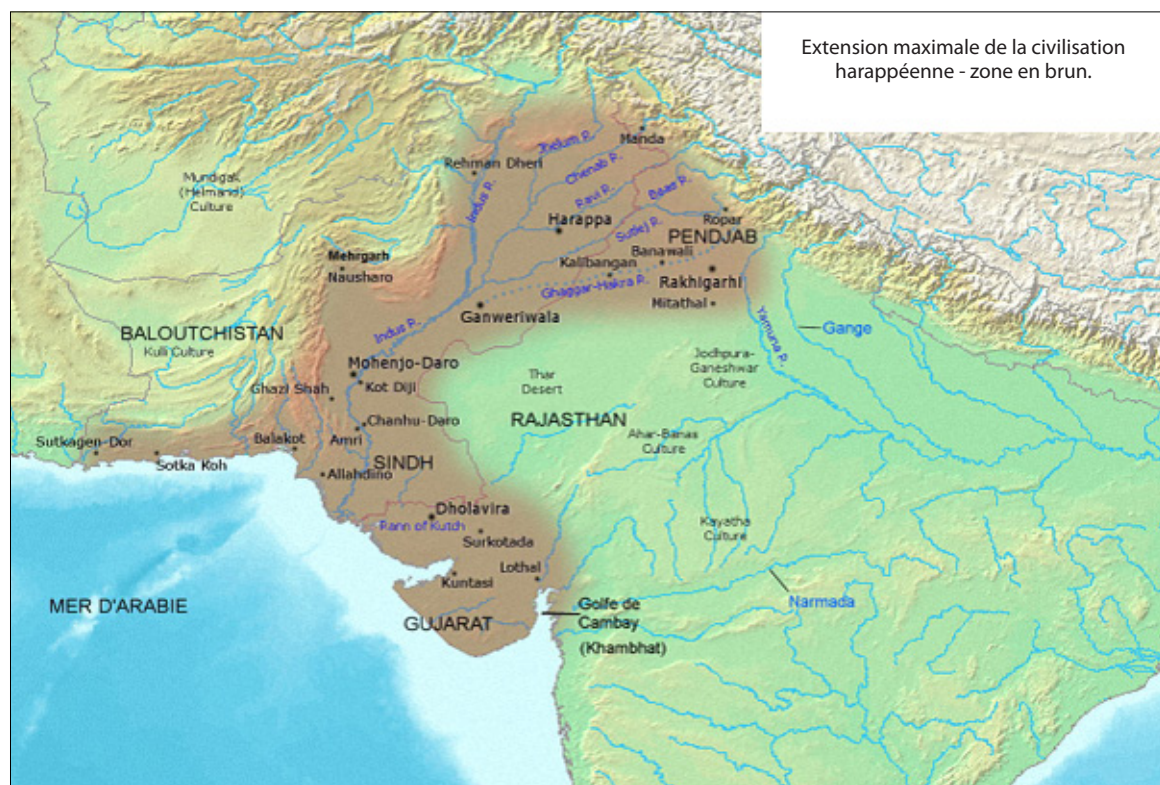 Extension maximale de la civilisation
harappéenne - zone en brun.
Manda
Jhelum R.
Rehman Dheri
Chenab R.
Mundigak
(Helmand)
Culture
Indus R.
Ravi R.
Beas R.
Harappa
Ropar
Sutlej R.
PENDJAB
Mehrgarh
Nausharo
Banawali
Kalibangan
Rakhigarhi
Ghaggar-Hakra R.
Mitathal
Ganweriwala
Indus R.
BALOUTCHISTAN
Kulli Culture
Yamuna R.
Gange
Mohenjo-Daro
Kot Diji
Jodhpura-
Ganeshwar
Culture
Thar
Desert
Ghazi Shah
Chanhu-Daro
RAJASTHAN
Amri
Ahar-Banas
Culture
Sutkagen-Dor
Balakot
Sotka Koh
SINDH
Allahdino
Dholavira
Rann of Kutch
Surkotada
Kayatha
Culture
Lothal
Kuntasi
MER D'ARABIE
Narmada
GUJARAT
Golfe de
Cambay
(Khambhat)